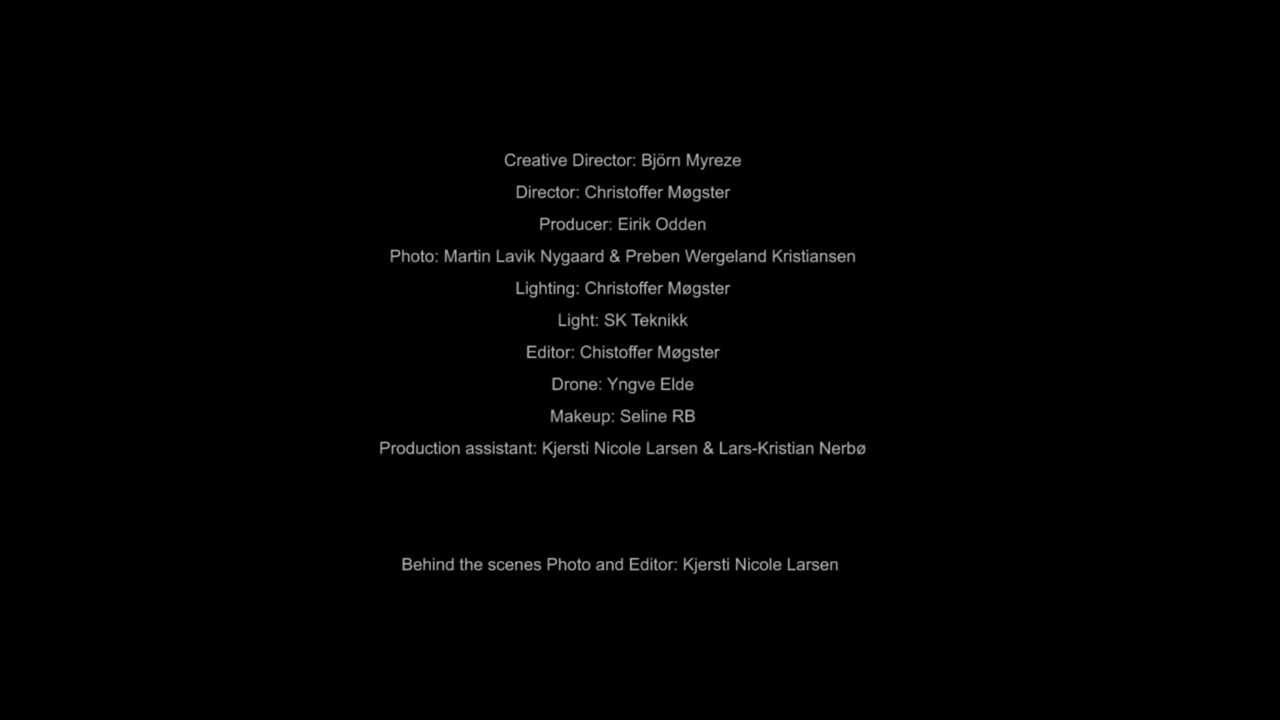 Creative Director: Björn Myreze
Director: Christoffer Møgster
Producer: Eirik Odden
Photo: Martin Lavik Nygaard & Preben Wergeland Kristiansen
Lighting: Christoffer Møgster
Light: SK Teknikk
Editor: Chistoffer Møgster
Drone: Yngve Elde
Makeup: Seline RB
Production assistant: Kjersti Nicole Larsen & Lars-Kristian Nerbø
Behind the scenes Photo and Editor: Kjersti Nicole Larsen